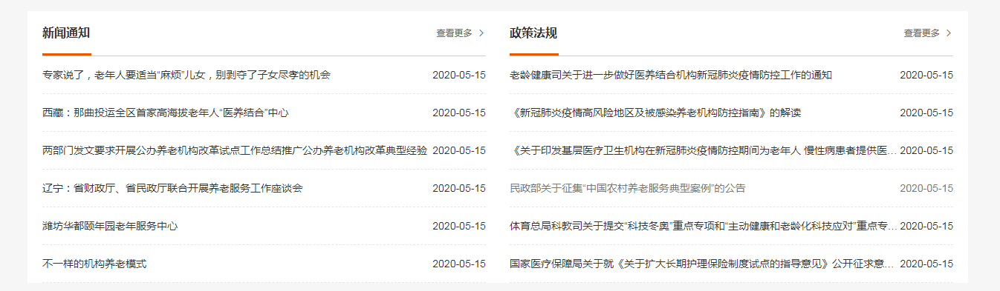 新闻通知 查看更多
专家说了，老年人要适当“麻烦”儿女，别剥夺了子女尽孝的机会 2020-05-15
西藏：那曲投运全区首家高海拔老年人“医养结合”中心 2020-05-15
两部门发文要求开展公办养老机构改革试点工作总结推广公办养老机构改革典型经验 2020-05-15
辽宁：省财政厅、省民政厅联合开展养老服务工作座谈会 2020-05-15
潍坊华都颐年园老年服务中心 2020-05-15
不一样的机构养老模式 2020-05-15
政策法规 查看更多
老龄健康司关于进一步做好医养结合机构新冠肺炎疫情防控工作的通知 2020-05-15
《新冠肺炎疫情高风险地区及被感染养老机构防控指南》的解读 2020-05-15
《关于印发基层医疗卫生机构在新冠肺炎疫情防控期间为老年人 慢性病患者提供医... 2020-05-15
民政部关于征集“中国农村养老服务典型案例”的公告 2020-05-15
体育总局科教司关于提交“科技冬奥”重点专项和“主动健康和老龄化科技应对”重点专... 2020-05-15
国家医疗保障局关于就《关于扩大长期护理保险制度试点的指导意见》公开征求意... 2020-05-15